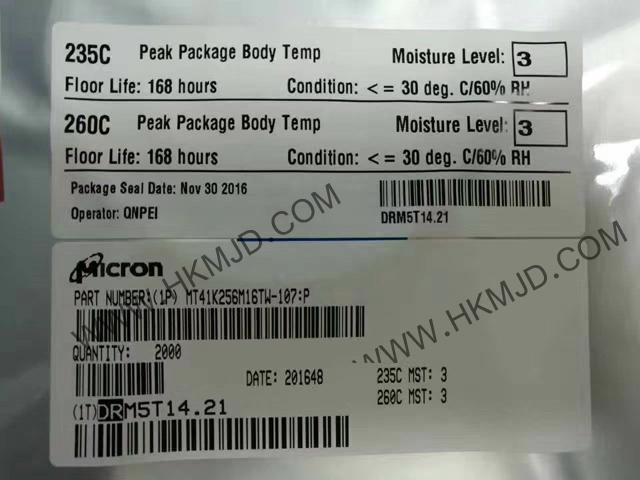 235C Peak Package Body Temp Moisture Level: 3
Floor Life: 168 hours Condition: <= 30 deg. C/60% RH
260C Peak Package Body Temp Moisture Level: 3
Floor Life: 168 hours Condition: <= 30 deg. C/60% RH
Package Seal Date: Nov 30 2016
Operator: QNPEI DRM5T14.21
Micron
PART NUMBER:(1P) MT41K256M16TW-107:P
QUANTITY: 2000
DATE: 201648 235C MST: 3
260C MST: 3
(1T)DRM5T14.21
WWW.HKMJD.COM
WWW.HKMJD.COM